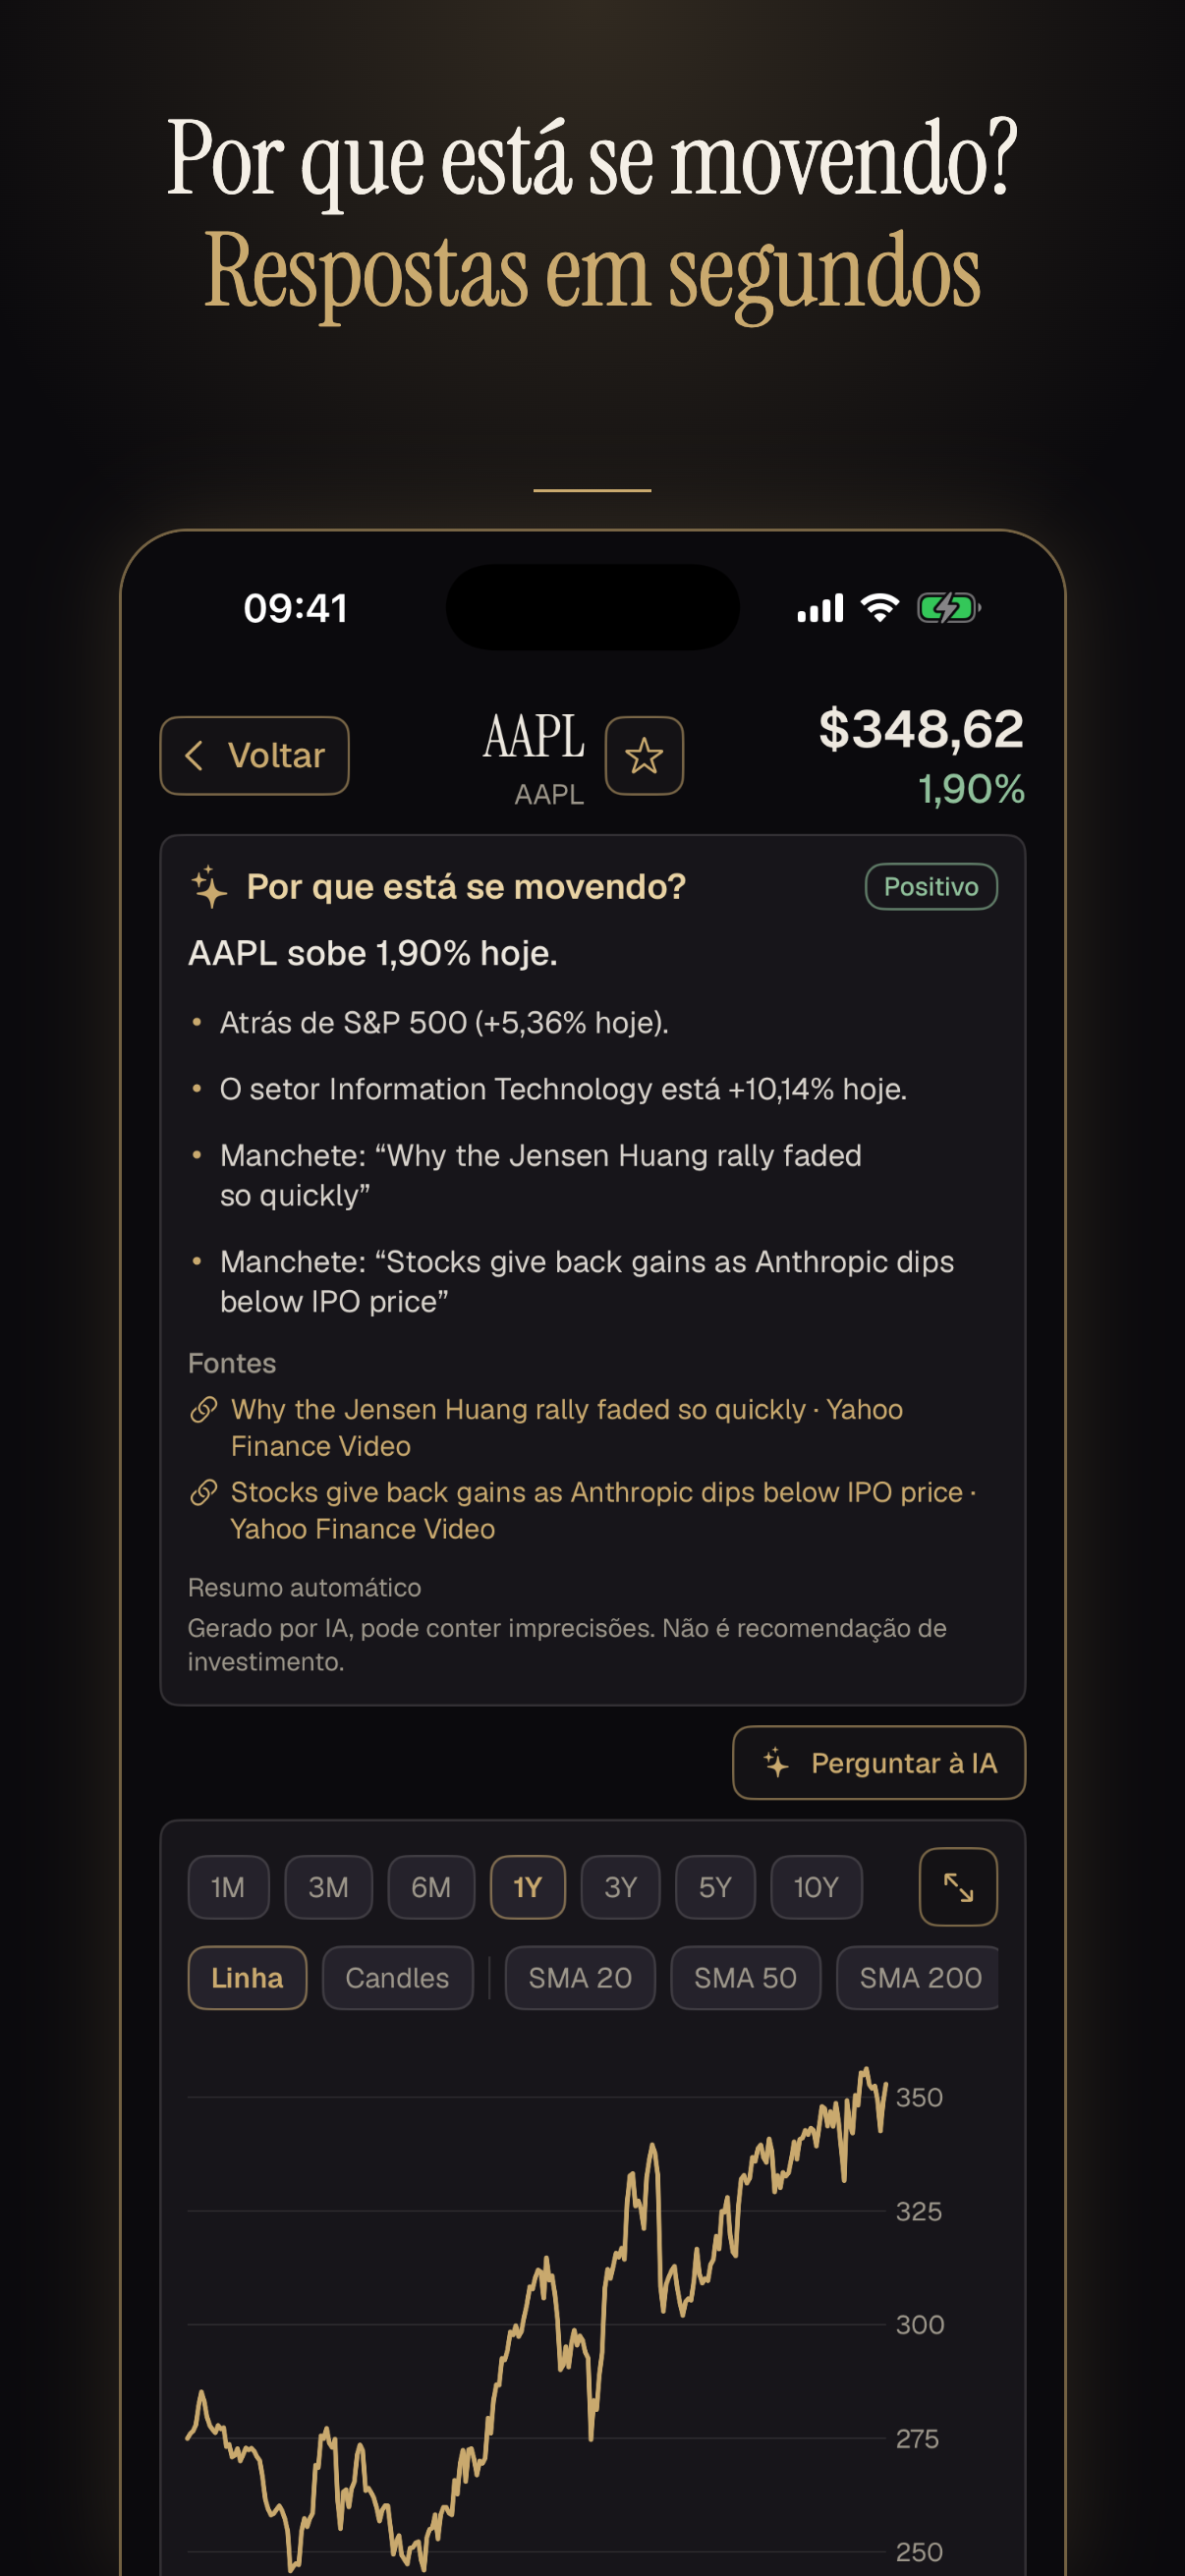 Por que está se movendo?
Respostas em segundos
09:41
Voltar
AAPL
AAPL
$348,62
1,90%
Por que está se movendo?
Positivo
AAPL sobe 1,90% hoje.
• Atrás de S&P 500 (+5,36% hoje).
• O setor Information Technology está +10,14% hoje.
• Manchete: “Why the Jensen Huang rally faded
so quickly”
• Manchete: “Stocks give back gains as Anthropic dips
below IPO price”
Fontes
Why the Jensen Huang rally faded so quickly · Yahoo
Finance Video
Stocks give back gains as Anthropic dips below IPO price ·
Yahoo Finance Video
Resumo automático
Gerado por IA, pode conter imprecisões. Não é recomendação de
investimento.
Perguntar à IA
1M 3M 6M 1Y 3Y 5Y 10Y
Linha Candles SMA 20 SMA 50 SMA 200
350
325
300
275
250